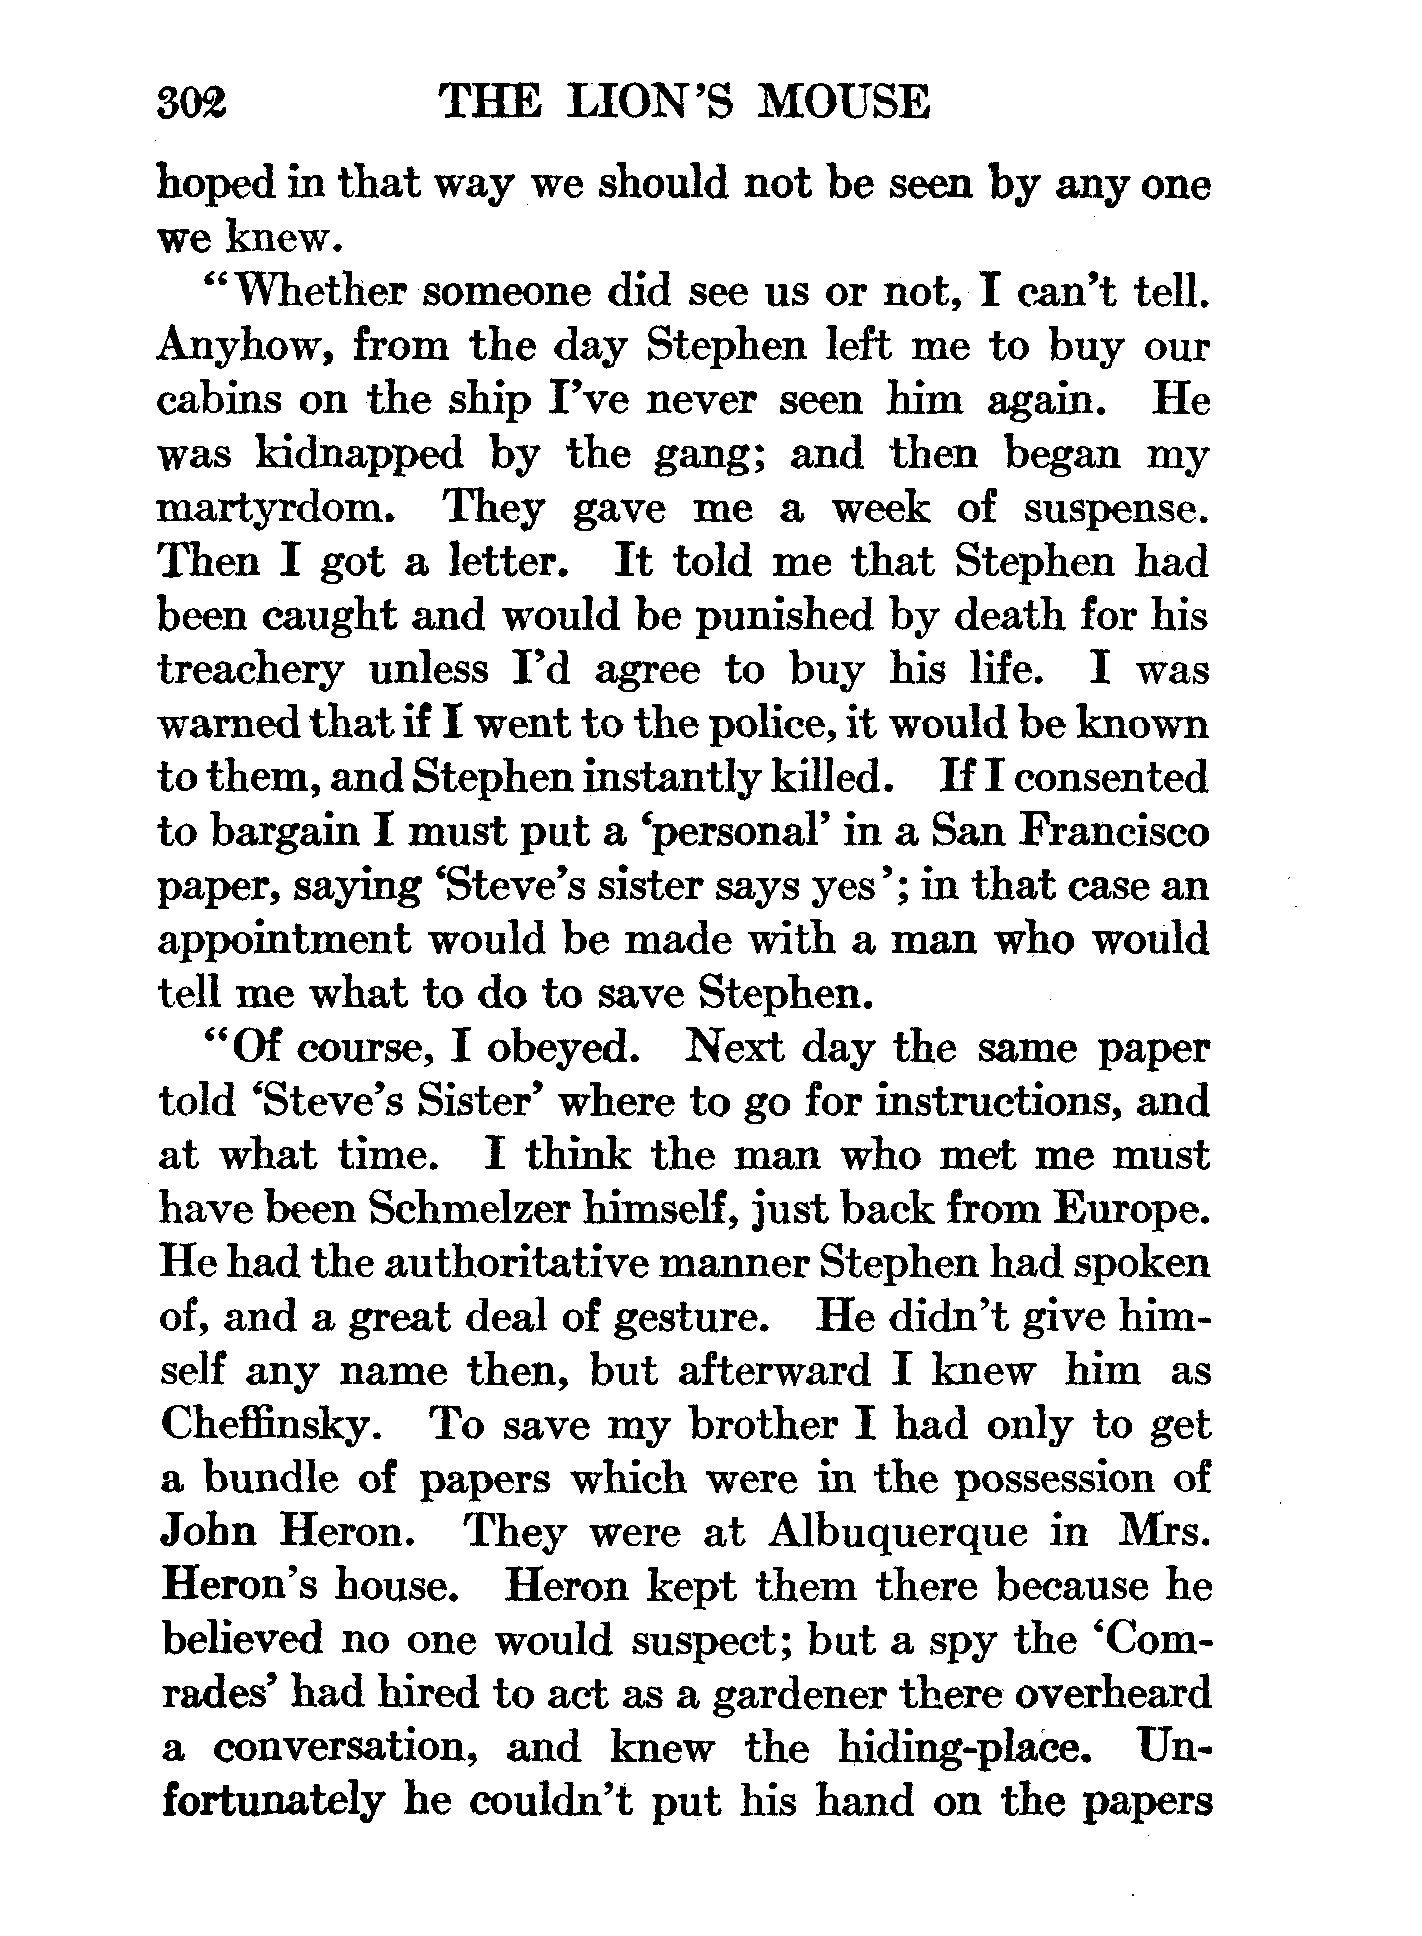 302 THE LION'S MOUSE
hoped in that way we should not be seen by any one
we knew.
"Whether someone did see us or not, I can't tell.
Anyhow, from the day Stephen left me to buy our
cabins on the ship I've never seen him again. He
was kidnapped by the gang; and then began my
martyrdom. They gave me a week of suspense.
Then I got a letter. It told me that Stephen had
been caught and would be punished by death for his
treachery unless I'd agree to buy his life. I was
warned that if I went to the police, it would be known
to them, and Stephen instantly killed. If I consented
to bargain I must put a 'personal' in a San Francisco
paper, saying 'Steve's sister says yes'; in that case an
appointment would be made with a man who would
tell me what to do to save Stephen.
"Of course, I obeyed. Next day the same paper
told 'Steve's Sister' where to go for instructions, and
at what time. I think the man who met me must
have been Schmelzer himself, just back from Europe.
He had the authoritative manner Stephen had spoken
of, and a great deal of gesture. He didn't give him-
self any name then, but afterward I knew him as
Cheffinsky. To save my brother I had only to get
a bundle of papers which were in the possession of
John Heron. They were at Albuquerque in Mrs.
Heron's house. Heron kept them there because he
believed no one would suspect; but a spy the 'Com-
rades' had hired to act as a gardener there overheard
a conversation, and knew the hiding-place. Un-
fortunately he couldn't put his hand on the papers